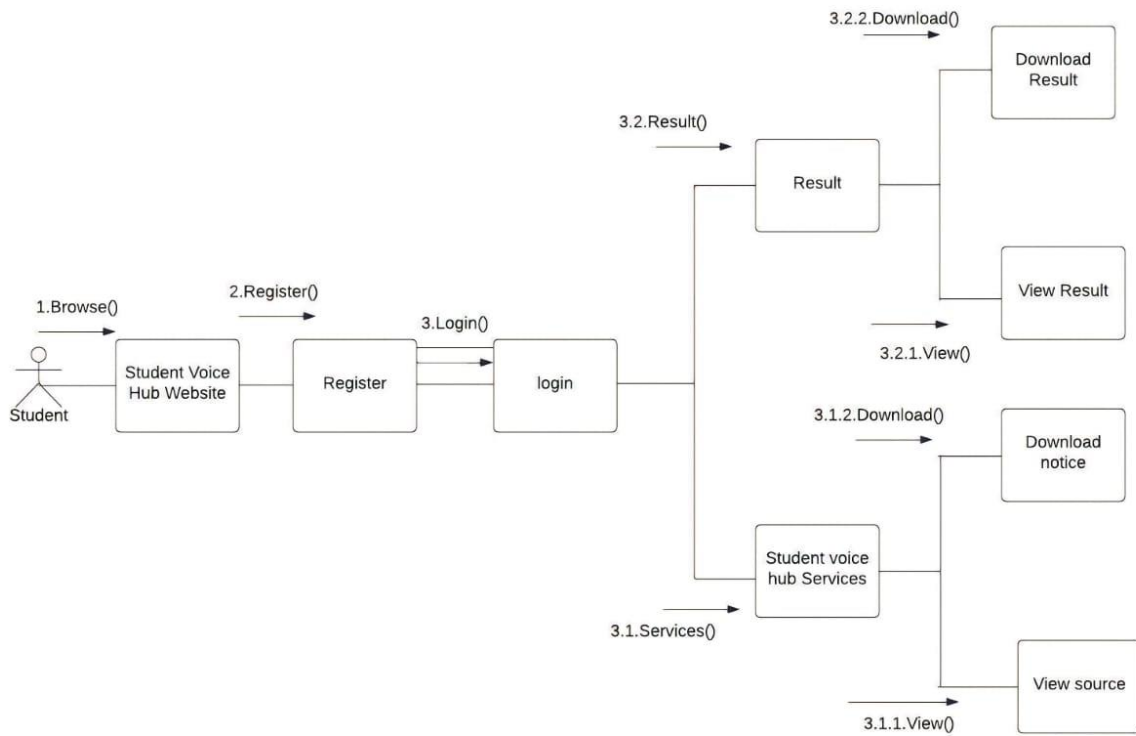 3.2.2.Download()
Download
Result
3.2.Result()
Result
View Result
3.2.1.View()
1.Browse()
2.Register()
3.Login()
Student Voice
Hub Website
Register
login
Student
3.1.2.Download()
Download
notice
Student voice
hub Services
3.1.Services()
View source
3.1.1.View()